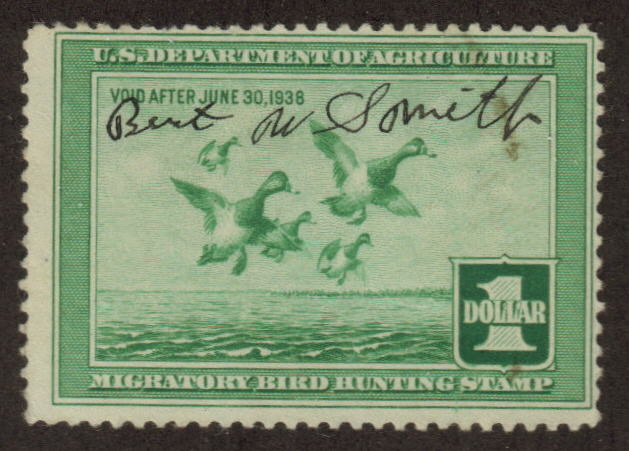 U.S. DEPARTMENT OF AGRICULTURE
VOID AFTER JUNE 30, 1938
Bert W Smith
1
DOLLAR
MIGRATORY BIRD HUNTING STAMP